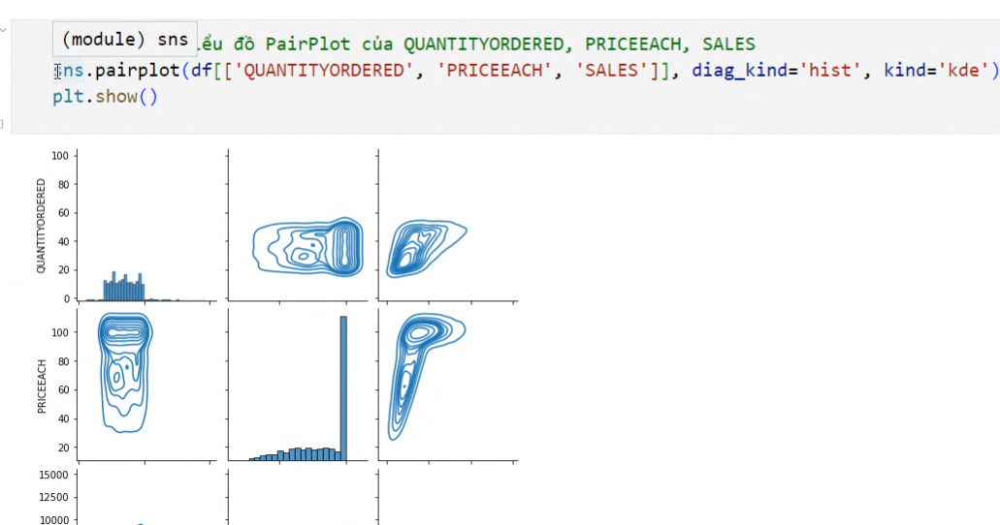 (module) sns
ểu đồ PairPlot của QUANTITYORDERED, PRICEEACH, SALES
sns.pairplot(df[['QUANTITYORDERED', 'PRICEEACH', 'SALES']], diag_kind='hist', kind='kde')
plt.show()
100
80
60
40
20
0
QUANTITYORDERED
100
80
60
40
20
PRICEEACH
15000
12500
10000